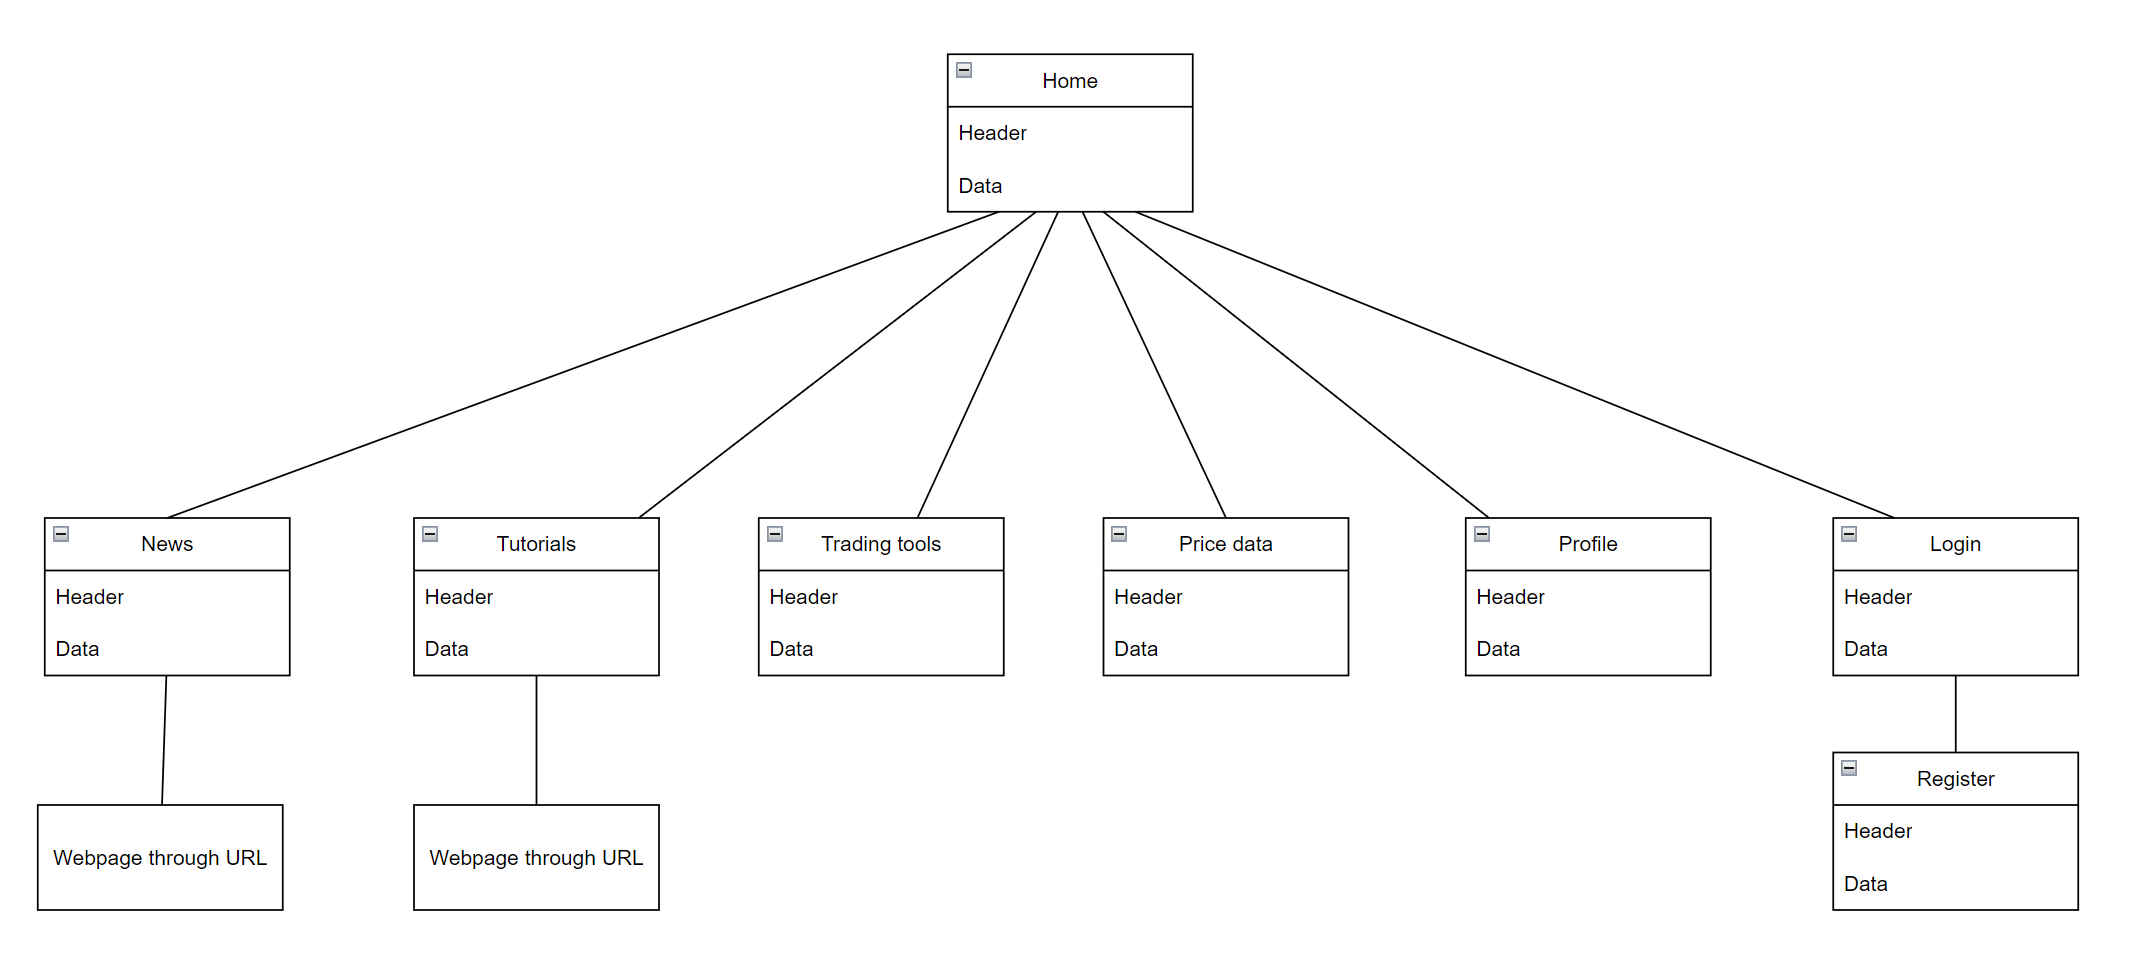 Home
Header
Data
News
Header
Data
Tutorials
Header
Data
Trading tools
Header
Data
Price data
Header
Data
Profile
Header
Data
Login
Header
Data
Webpage through URL
Webpage through URL
Register
Header
Data